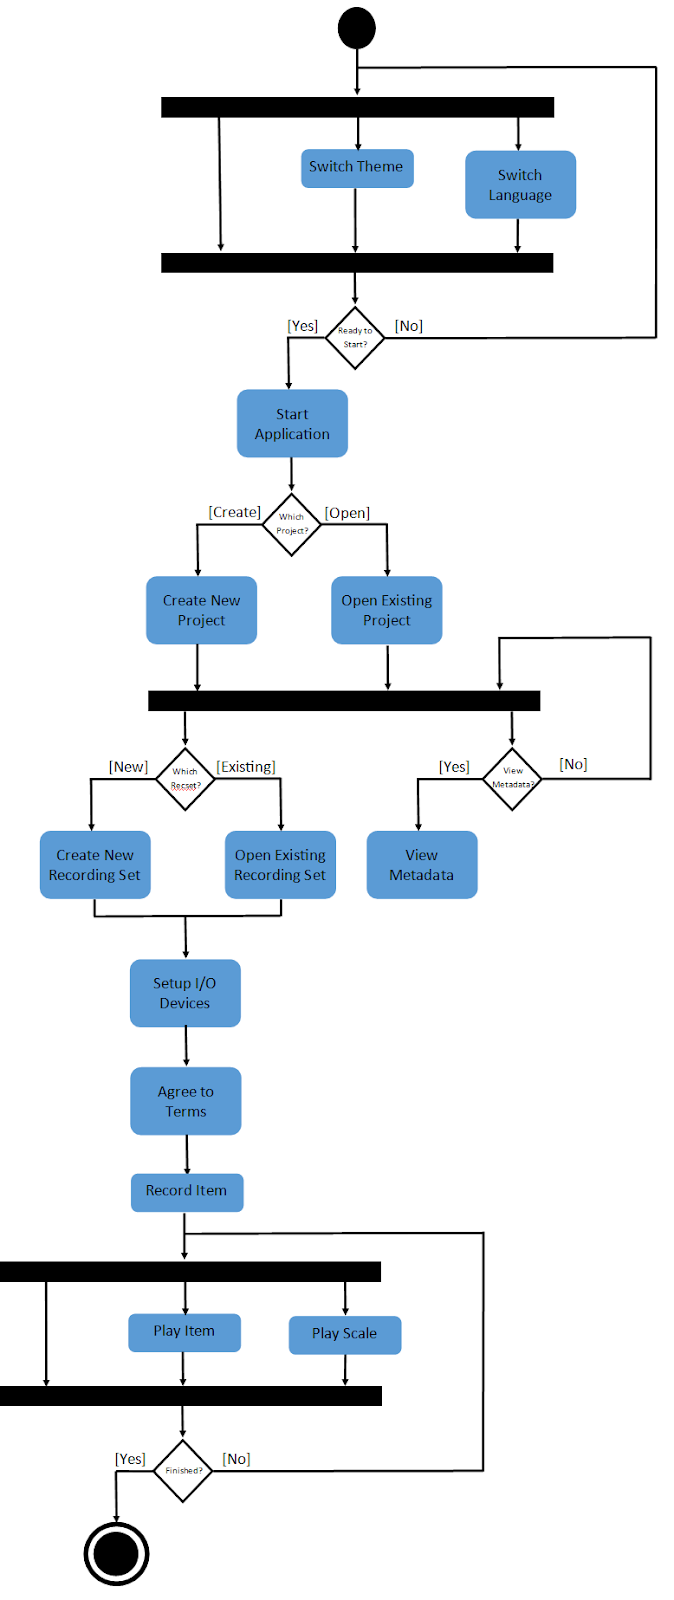 Switch Theme
Switch
Language
[Yes]
[No]
Ready to
Start?
Start
Application
[Create]
[Open]
Which
Project?
Create New
Project
Open Existing
Project
[New]
[Existing]
Which
Recset?
[Yes]
[No]
View
Metadata?
Create New
Recording Set
Open Existing
Recording Set
View
Metadata
Setup I/O
Devices
Agree to
Terms
Record Item
Play Item
Play Scale
[Yes]
[No]
Finished?